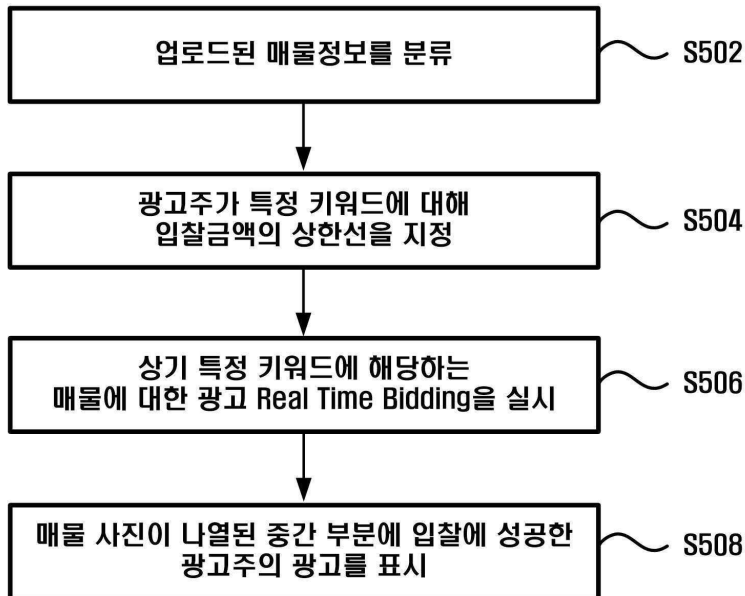 업로드된 매물정보를 분류
S502
광고주가 특정 키워드에 대해
입찰금액의 상한선을 지정
S504
상기 특정 키워드에 해당하는
매물에 대한 광고 Real Time Bidding을 실시
S506
매물 사진이 나열된 중간 부분에 입찰에 성공한
광고주의 광고를 표시
S508